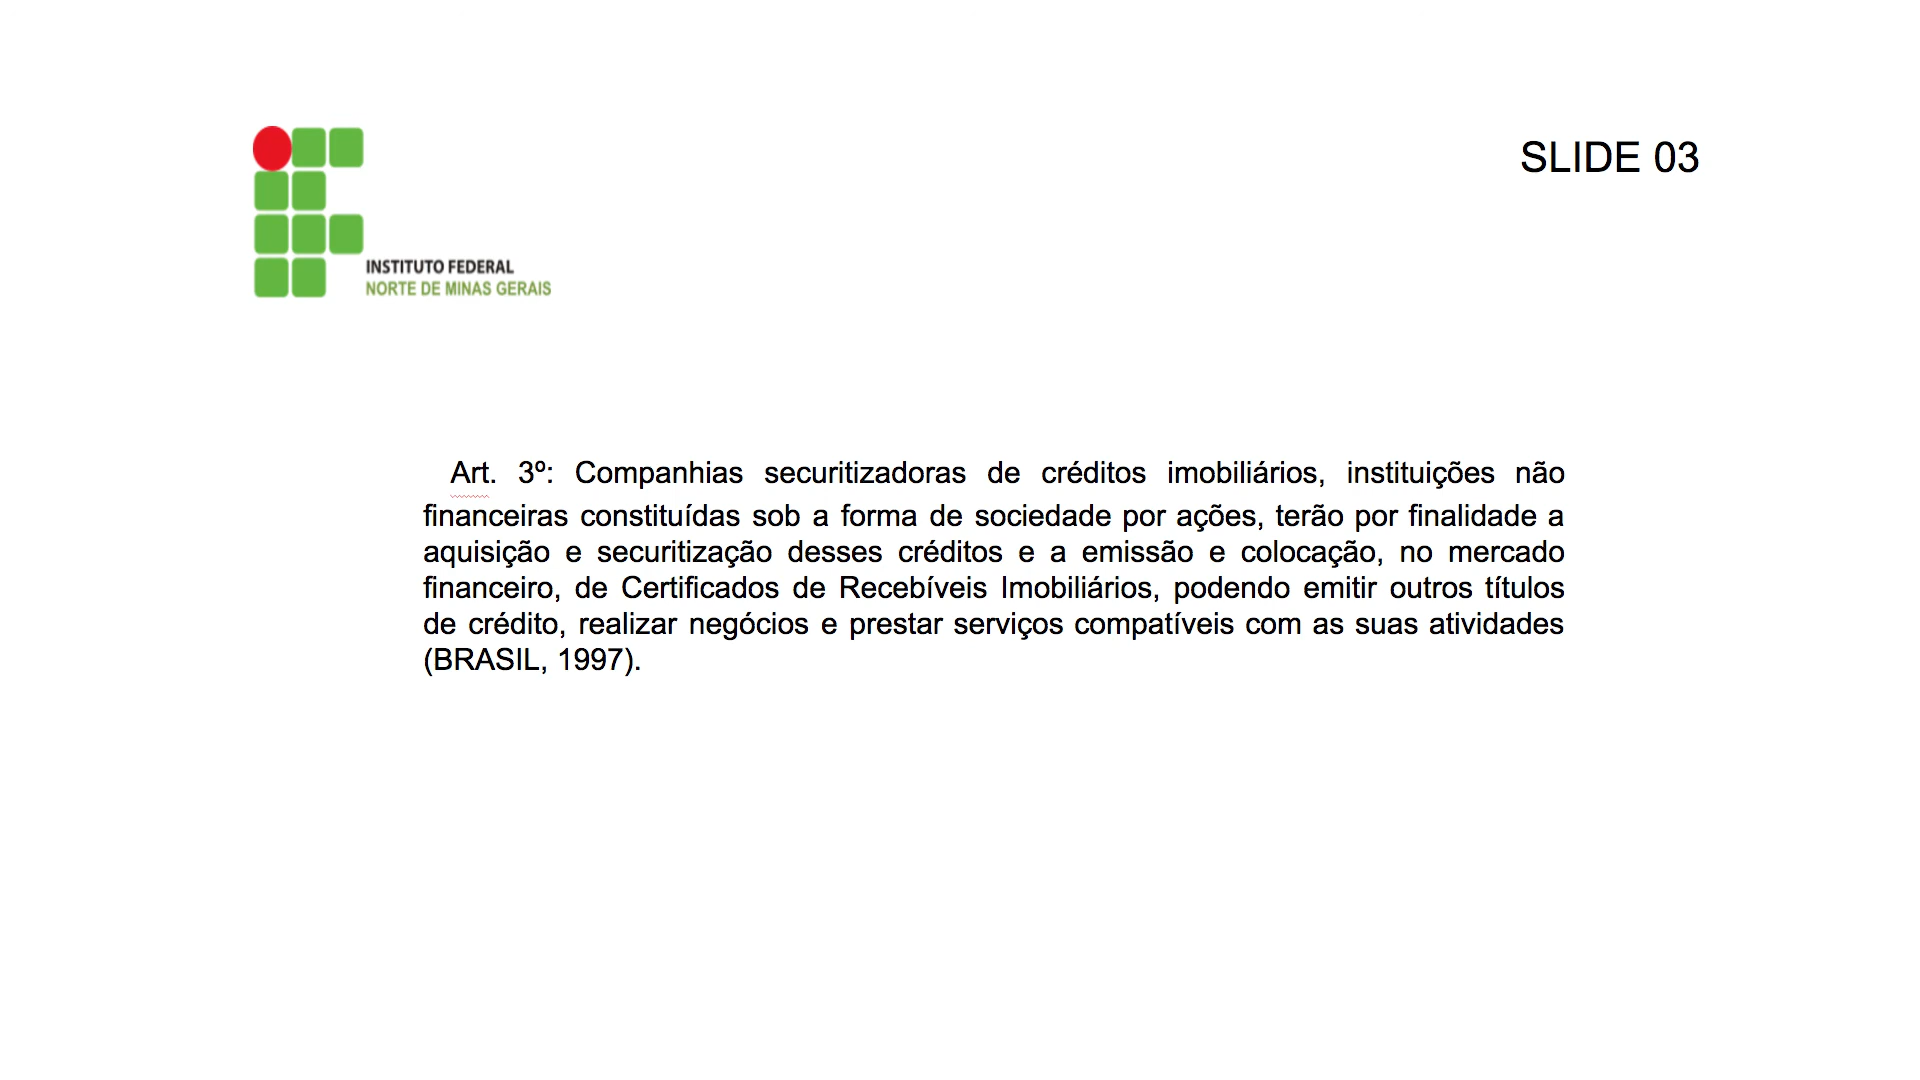 SLIDE 03
INSTITUTO FEDERAL
NORTE DE MINAS GERAIS
Art. 3º: Companhias securitizadoras de créditos imobiliários, instituições não
financeiras constituídas sob a forma de sociedade por ações, terão por finalidade a
aquisição e securitização desses créditos e a emissão e colocação, no mercado
financeiro, de Certificados de Recebíveis Imobiliários, podendo emitir outros títulos
de crédito, realizar negócios e prestar serviços compatíveis com as suas atividades
(BRASIL, 1997).